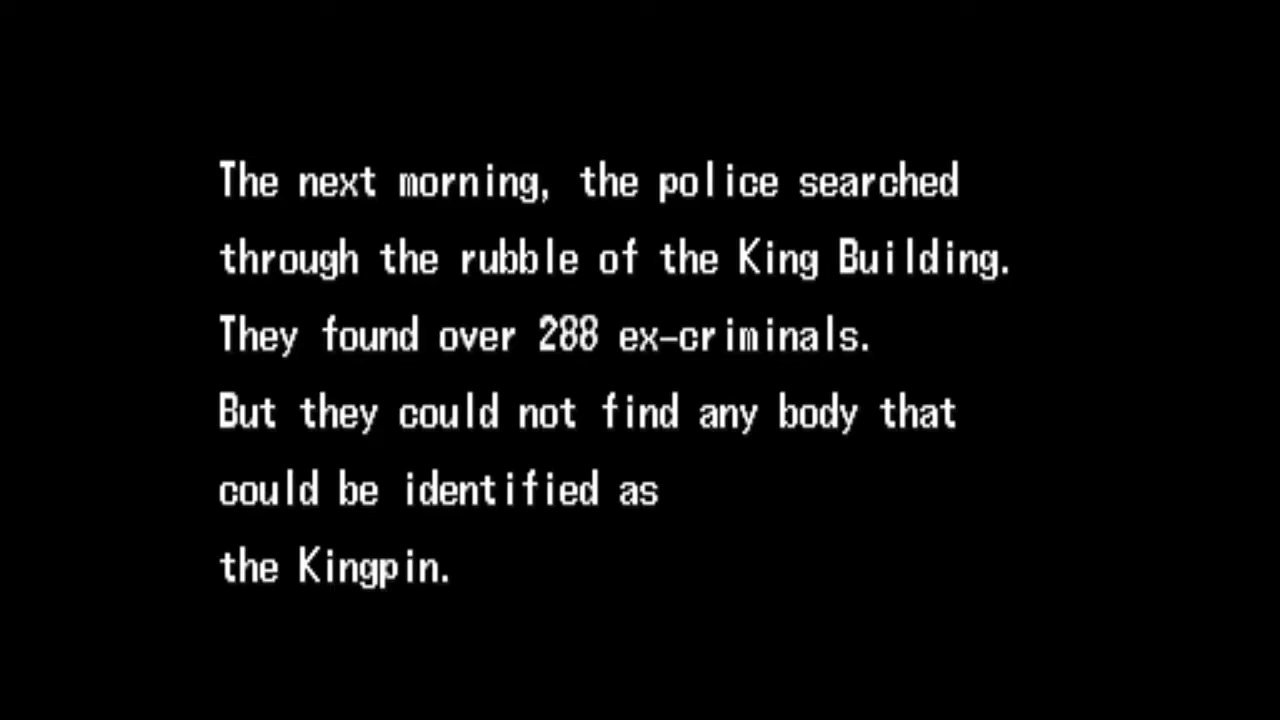 The next morning, the police searched
through the rubble of the King Building.
They found over 288 ex-criminals.
But they could not find any body that
could be identified as
the Kingpin.